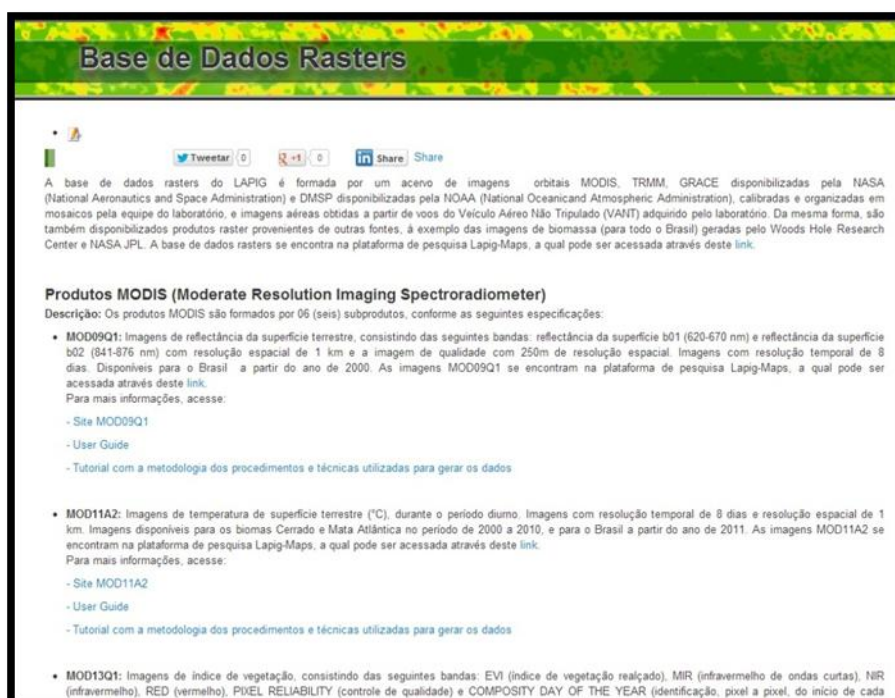 Base de Dados Rasters
Tweetar 0 +1 0 in Share Share
A base de dados rasters do LAPIG é formada por um acervo de imagens orbitais MODIS, TRMM, GRACE disponibilizadas pela NASA
(National Aeronautics and Space Administration) e DMSP disponibilizadas pela NOAA (National Oceanicand Atmospheric Administration), calibradas e organizadas em
mosaicos pela equipe do laboratório, e imagens aéreas obtidas a partir de voos do Veículo Aéreo Não Tripulado (VANT) adquirido pelo laboratório. Da mesma forma, são
também disponibilizados produtos raster provenientes de outras fontes, á exemplo das imagens de biomassa (para todo o Brasil) geradas pelo Woods Hole Research
Center e NASA JPL. A base de dados rasters se encontra na plataforma de pesquisa Lapig-Maps, a qual pode ser acessada através deste link.
Produtos MODIS (Moderate Resolution Imaging Spectroradiometer)
Descrição: Os produtos MODIS são formados por 06 (seis) subprodutos, conforme as seguintes especificações:
• MOD09Q1: Imagens de reflectância da superfície terrestre, consistindo das seguintes bandas: reflectância da superfície b01 (620-670 nm) e reflectância da superfície
b02 (841-876 nm) com resolução espacial de 1 km e a imagem de qualidade com 250m de resolução espacial. Imagens com resolução temporal de 8
dias. Disponíveis para o Brasil a partir do ano de 2000. As imagens MOD09Q1 se encontram na plataforma de pesquisa Lapig-Maps, a qual pode ser
acessada através deste link.
Para mais informações, acesse:
- Site MOD09Q1
- User Guide
- Tutorial com a metodologia dos procedimentos e técnicas utilizadas para gerar os dados
• MOD11A2: Imagens de temperatura de superfície terrestre (°C), durante o período diurno. Imagens com resolução temporal de 8 dias e resolução espacial de 1
km. Imagens disponíveis para os biomas Cerrado e Mata Atlântica no período de 2000 a 2010, e para o Brasil a partir do ano de 2011. As imagens MOD11A2 se
encontram na plataforma de pesquisa Lapig-Maps, a qual pode ser acessada através deste link.
Para mais informações, acesse:
- Site MOD11A2
- User Guide
- Tutorial com a metodologia dos procedimentos e técnicas utilizadas para gerar os dados
• MOD13Q1: Imagens de índice de vegetação, consistindo das seguintes bandas: EVI (índice de vegetação realçado), MIR (infravermelho de ondas curtas), NIR
(infravermelho), RED (vermelho), PIXEL RELIABILITY (controle de qualidade) e COMPOSITY DAY OF THE YEAR (identificação, pixel a pixel, do início de cada